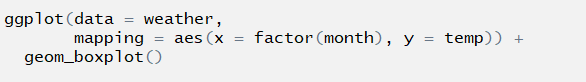 ggplot(data = weather,
       mapping = aes(x = factor(month), y = temp)) +
  geom_boxplot()